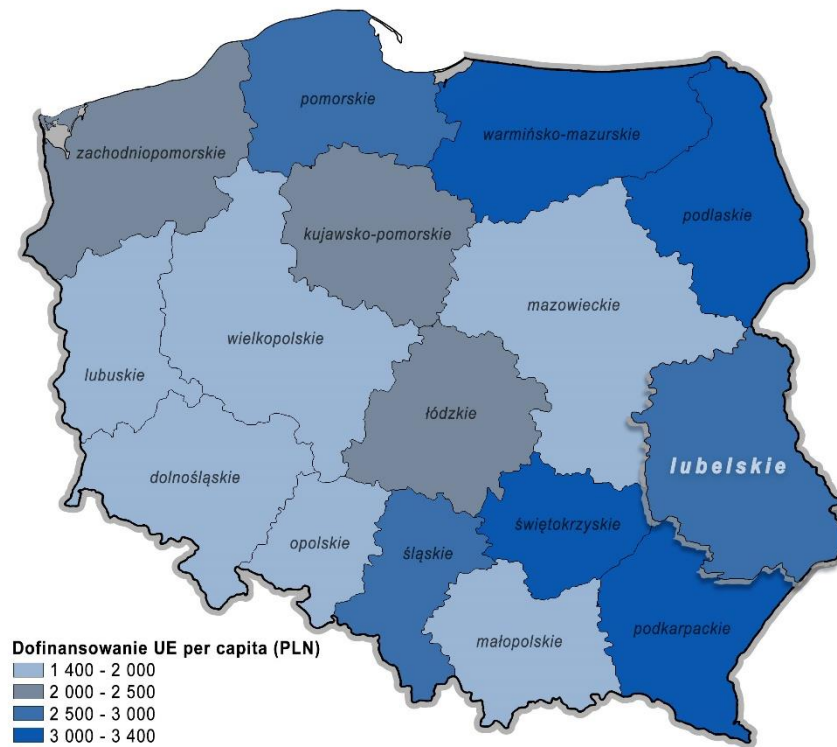 pomorskie
warmińsko-mazurskie
zachodniopomorskie
podlaskie
kujawsko-pomorskie
mazowieckie
wielkopolskie
lubuskie
łódzkie
lubelskie
dolnośląskie
świętokrzyskie
opolskie
śląskie
podkarpackie
małopolskie
Dofinansowanie UE per capita (PLN)
1 400 - 2 000
2 000 - 2 500
2 500 - 3 000
3 000 - 3 400